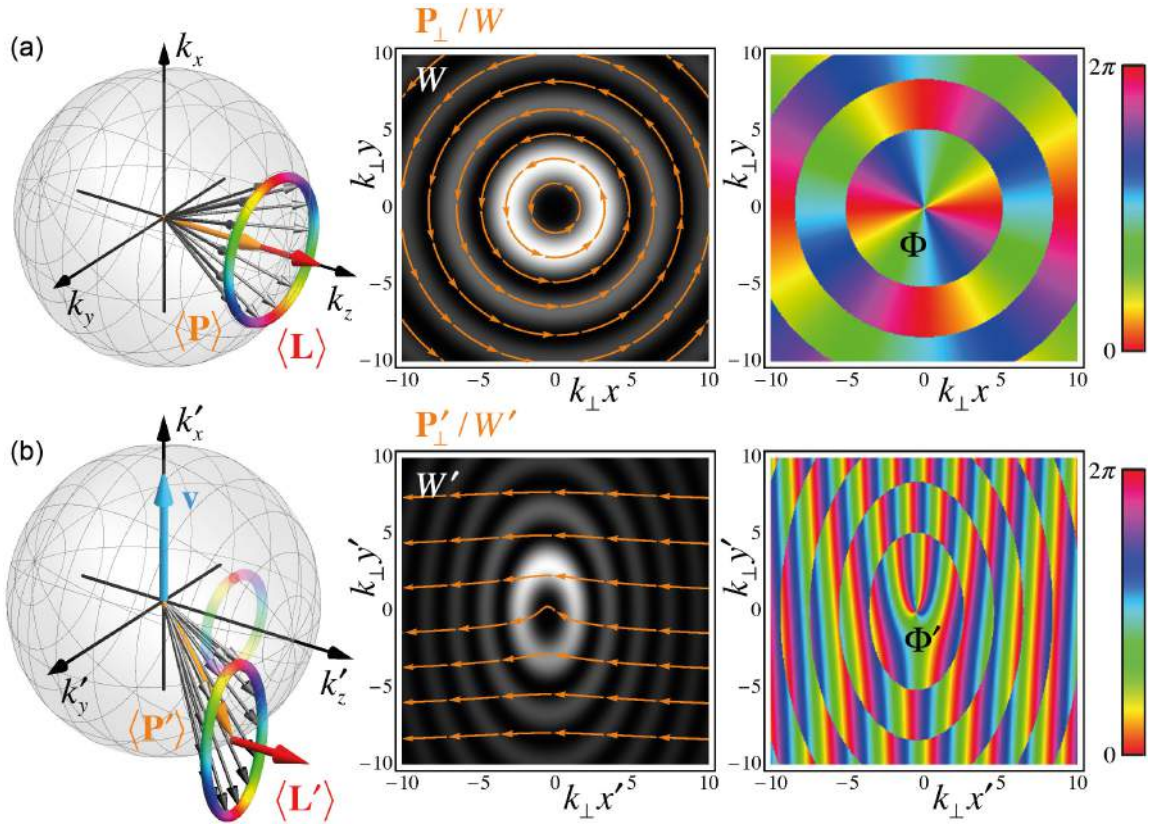 (a)
k_x
k_y
k_z
⟨P⟩
⟨L⟩
P_⊥ / W
W
10
5
0
−5
−10
k_⊥ y
−10 −5 0 5 10
k_⊥ x
Φ
10
5
0
−5
−10
k_⊥ y
−10 −5 0 5 10
k_⊥ x
2π
0
(b)
k′_x
v
k′_y
k′_z
⟨P′⟩
⟨L′⟩
P′_⊥ / W′
W′
10
5
0
−5
−10
k_⊥ y′
−10 −5 0 5 10
k_⊥ x′
Φ′
10
5
0
−5
−10
k_⊥ y′
−10 −5 0 5 10
k_⊥ x′
2π
0